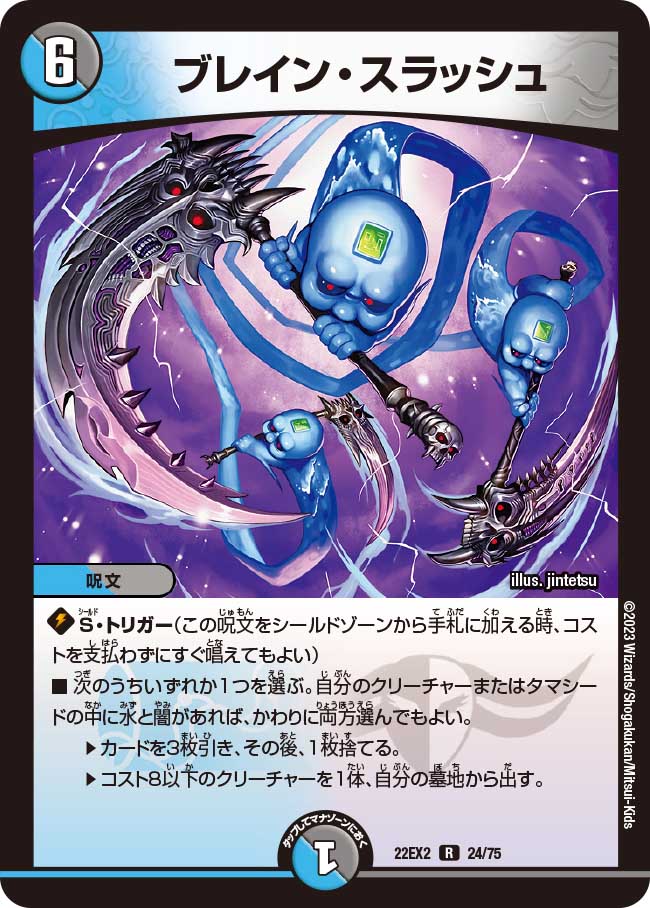 6
ブレイン・スラッシュ
illus. jintetsu
呪文
S・トリガー(この呪文をシールドゾーンから手札に加える時、コス
トを支払わずにすぐ唱えてもよい)
■ 次のうちいずれか1つを選ぶ。自分のクリーチャーまたはタマシー
ドの中に水と闇があれば、かわりに両方選んでもよい。
▶カードを3枚引き、その後、1枚捨てる。
▶コスト8以下のクリーチャーを1体、自分の墓地から出す。
©2023 Wizards/Shogakukan/Mitsui-Kids
タップしてマナゾーンにおく
1
22EX2 R 24/75